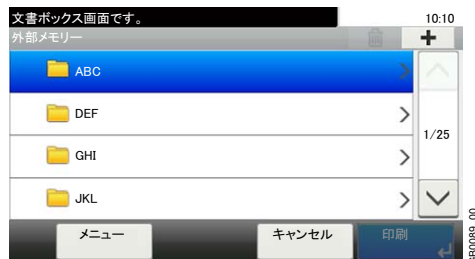 文書ボックス画面です。
10:10
外部メモリー
ABC
DEF
1/25
GHI
JKL
メニュー
キャンセル
印刷